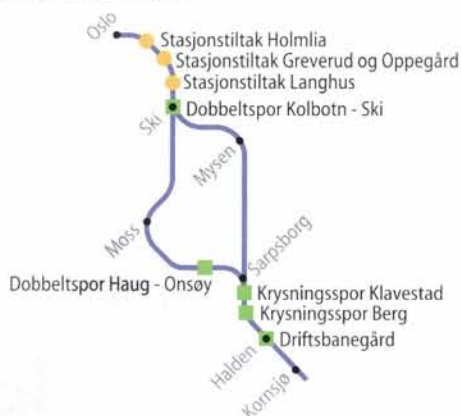 Oslo
Stasjonstiltak Holmlia
Stasjonstiltak Greverud og Oppegård
Stasjonstiltak Langhus
Ski
Dobbeltspor Kolbotn - Ski
Mysen
Moss
Sarpsborg
Dobbeltspor Haug - Onsøy
Krysningsspor Klavestad
Krysningsspor Berg
Driftsbanegård
Halden
Kornsjø